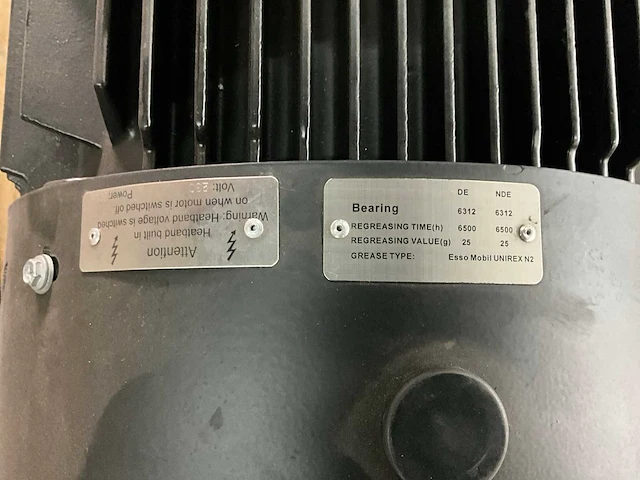 Attention
Heatband built in
Warning: Heatband voltage is switched
on when motor is switched off.
Volt: 230 Power:
DE NDE
Bearing 6312 6312
REGREASING TIME(h) 6500 6500
REGREASING VALUE(g) 25 25
GREASE TYPE: Esso Mobil UNIREX N2